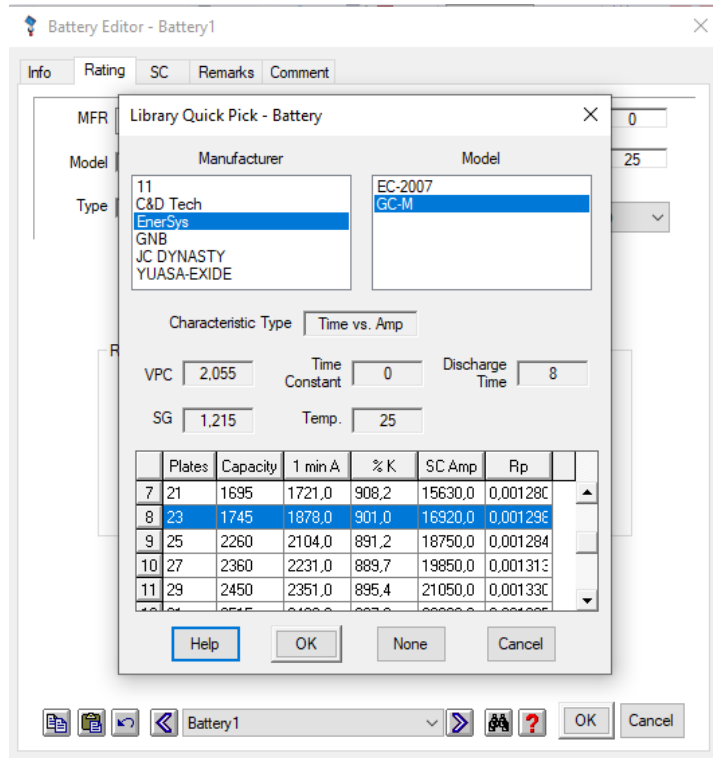 Battery Editor - Battery1
Info Rating SC Remarks Comment
MFR 0
Library Quick Pick - Battery
Model 25
Manufacturer Model
Type
11
C&D Tech
EnerSys
GNB
JC DYNASTY
YUASA-EXIDE
EC-2007
GC-M
Characteristic Type Time vs. Amp
R
VPC 2,055 Time Constant 0 Discharge Time 8
SG 1,215 Temp. 25
Plates Capacity 1 min A % K SC Amp Rp
7 21 1695 1721,0 908,2 15630,0
8 23 1745 1878,0 901,0 16920,0
9 25 2260 2104,0 891,2 18750,0 0,001284
10 27 2360 2231,0 889,7 19850,0
11 29 2450 2351,0 895,4 21050,0
Help OK None Cancel
Battery1 OK Cancel